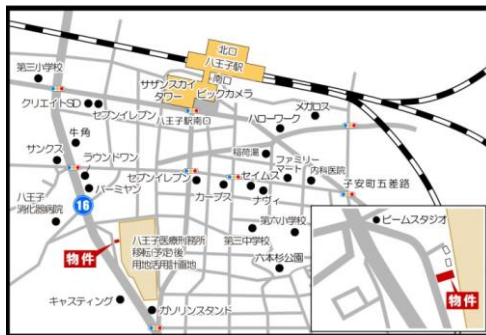 北口
八王子駅
南口
第三小学校
サザンスカイ
タワー
ビックカメラ
クリエイトSD
セブンイレブン
八王子駅南口
メガロス
ハローワーク
牛角
サンクス
ラウンドワン
稲荷湯
ファミリー
マート
内科医院
子安町五差路
セブンイレブン
セイムス
バーミヤン
カーブス
ナヴィ
八王子
消化器病院
16
第六小学校
第三中学校
六本杉公園
八王子医療刑務所
移転(予定)後
用地活用計画地
物件
キャスティング
ガソリンスタンド
ビームスタジオ
物件